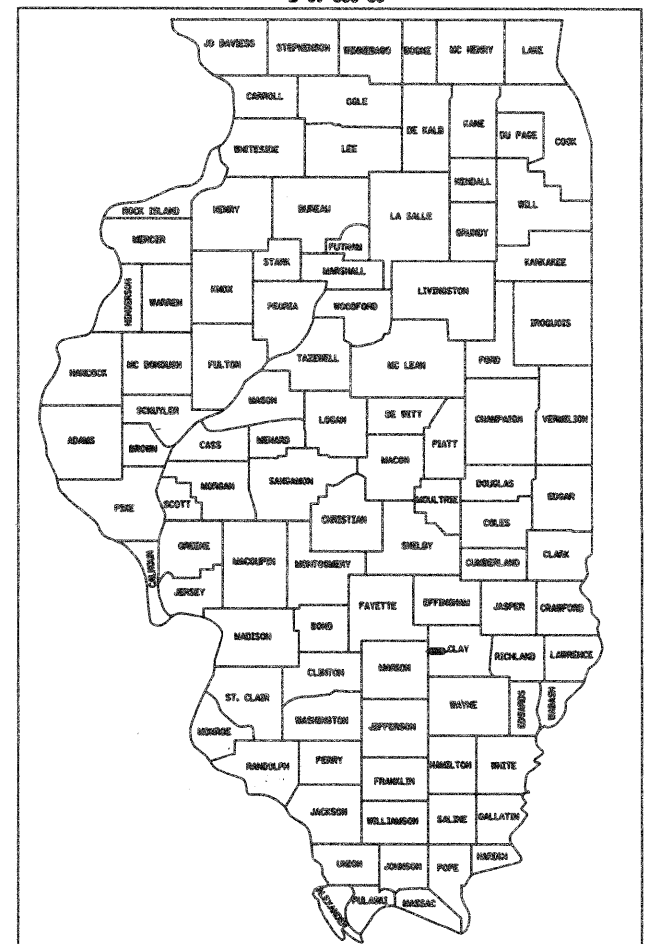 JO DAVIESS
STEPHENSON
WINNEBAGO
BOONE
MC HENRY
LAKE
CARROLL
OGLE
DE KALB
KANE
DU PAGE
COOK
WHITESIDE
LEE
KENDALL
WILL
ROCK ISLAND
HENRY
BUREAU
LA SALLE
GRUNDY
MERCER
PUTNAM
STARK
MARSHALL
KANKAKEE
HENDERSON
WARREN
KNOX
PEORIA
WOODFORD
LIVINGSTON
IROQUOIS
HANCOCK
MC DONOUGH
FULTON
TAZEWELL
MC LEAN
FORD
MASON
SCHUYLER
LOGAN
DE WITT
CHAMPAIGN
VERMILION
ADAMS
BROWN
CASS
MENARD
PIATT
MACON
SANGAMON
MORGAN
DOUGLAS
EDGAR
PIKE
SCOTT
MOULTRIE
CHRISTIAN
COLES
GREENE
MACOUPIN
MONTGOMERY
SHELBY
CUMBERLAND
CLARK
CALHOUN
JERSEY
FAYETTE
EFFINGHAM
JASPER
CRAWFORD
MADISON
BOND
CLAY
RICHLAND
LAWRENCE
CLINTON
MARION
ST. CLAIR
WAYNE
EDWARDS
WABASH
WASHINGTON
JEFFERSON
MONROE
RANDOLPH
PERRY
HAMILTON
WHITE
FRANKLIN
JACKSON
WILLIAMSON
SALINE
GALLATIN
UNION
JOHNSON
POPE
HARDIN
ALEXANDER
PULASKI
MASSAC